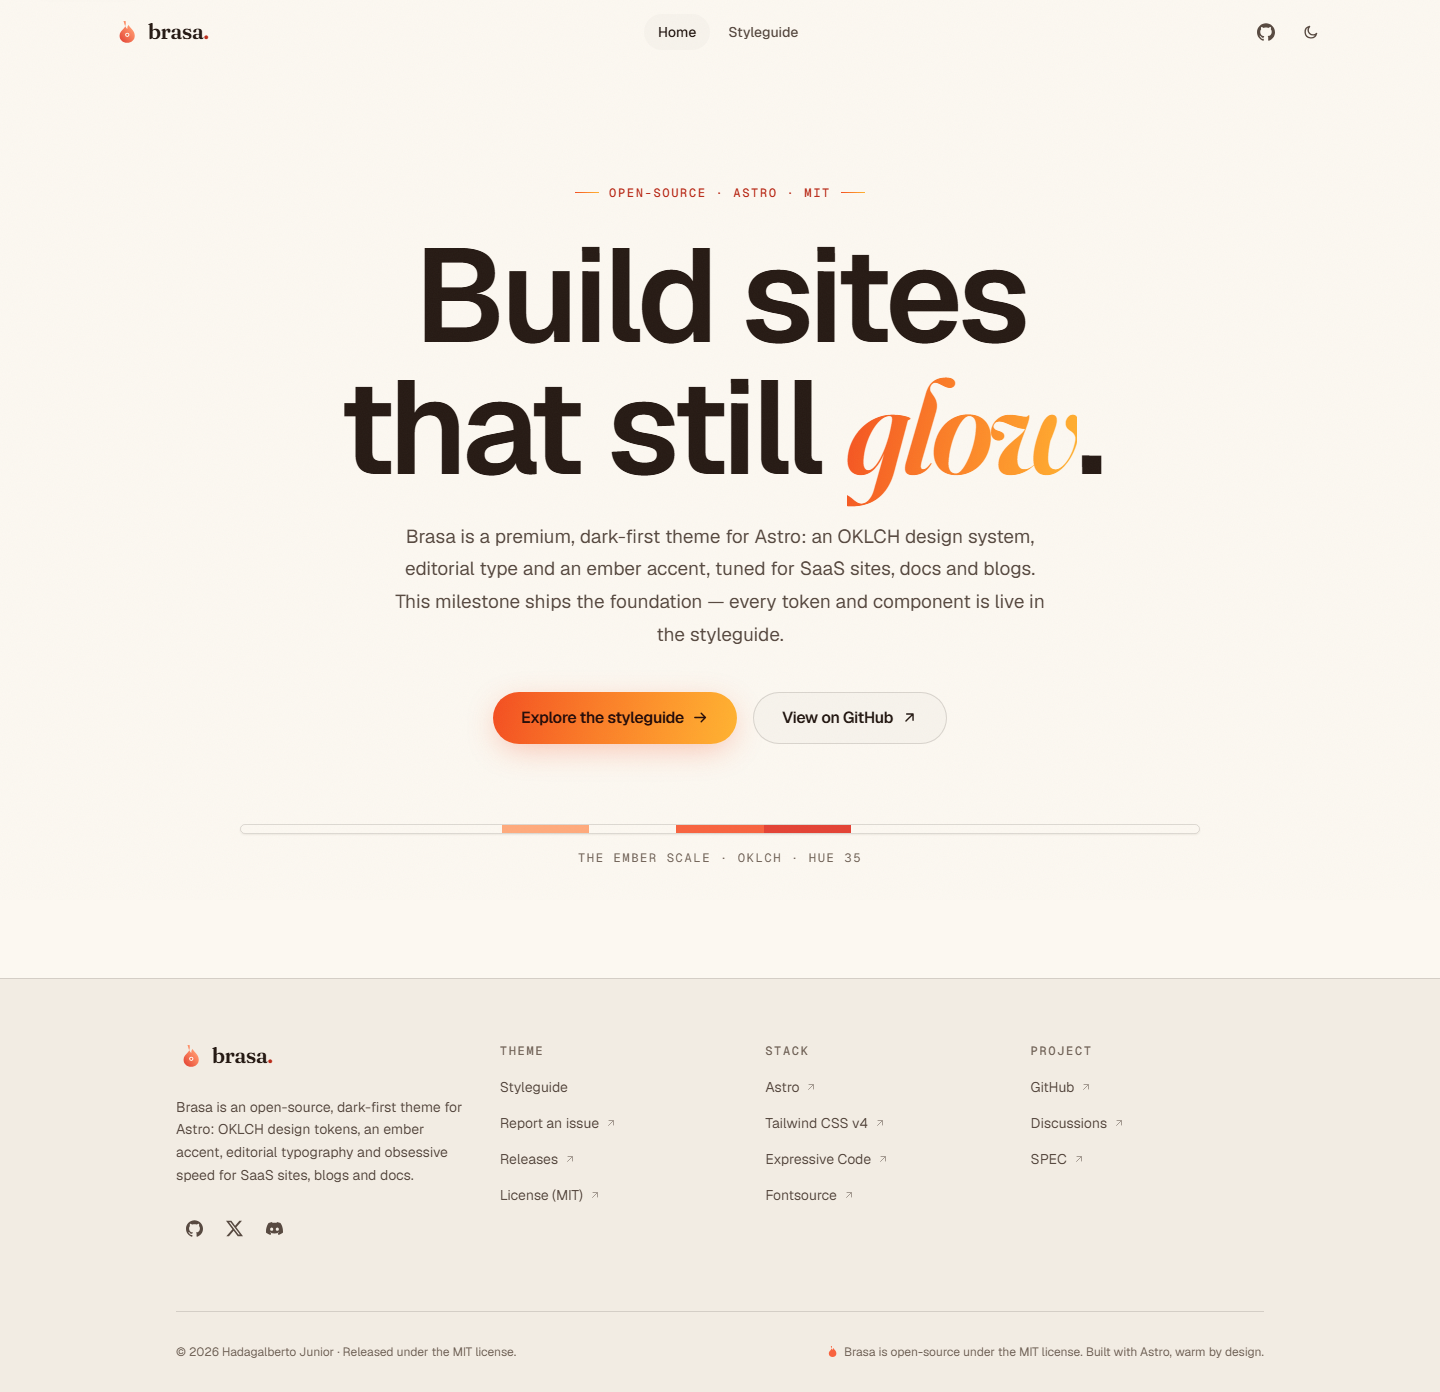 brasa.
Home
Styleguide
OPEN-SOURCE · ASTRO · MIT
Build sites
that still glow.
Brasa is a premium, dark-first theme for Astro: an OKLCH design system,
editorial type and an ember accent, tuned for SaaS sites, docs and blogs.
This milestone ships the foundation — every token and component is live in
the styleguide.
Explore the styleguide →
View on GitHub ↗
THE EMBER SCALE · OKLCH · HUE 35
brasa.
Brasa is an open-source, dark-first theme for
Astro: OKLCH design tokens, an ember
accent, editorial typography and obsessive
speed for SaaS sites, blogs and docs.
THEME
Styleguide
Report an issue ↗
Releases ↗
License (MIT) ↗
STACK
Astro ↗
Tailwind CSS v4 ↗
Expressive Code ↗
Fontsource ↗
PROJECT
GitHub ↗
Discussions ↗
SPEC ↗
© 2026 Hadagalberto Junior · Released under the MIT license.
Brasa is open-source under the MIT license. Built with Astro, warm by design.